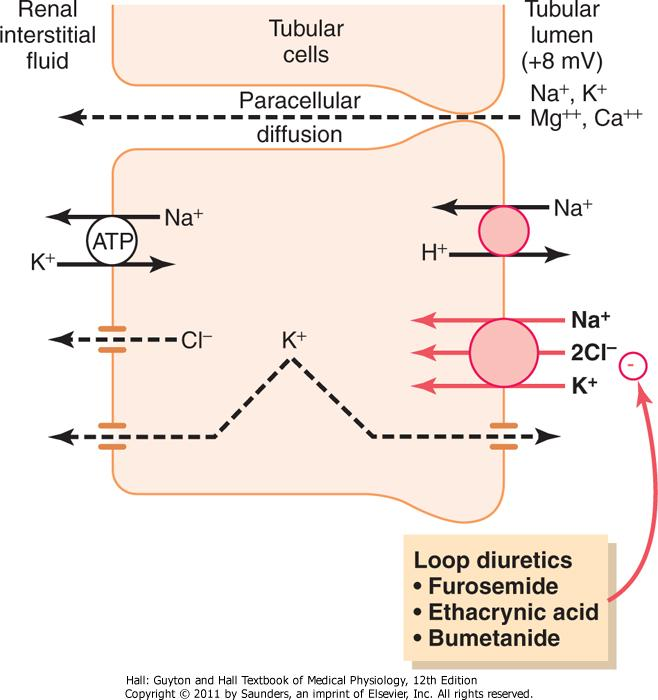 Renal
interstitial
fluid
Tubular
cells
Tubular
lumen
(+8 mV)
Paracellular
diffusion
Na⁺, K⁺
Mg⁺⁺, Ca⁺⁺
Na⁺
ATP
K⁺
Na⁺
H⁺
Cl⁻
K⁺
Na⁺
2Cl⁻
K⁺
-
Loop diuretics
• Furosemide
• Ethacrynic acid
• Bumetanide
Hall: Guyton and Hall Textbook of Medical Physiology, 12th Edition
Copyright © 2011 by Saunders, an imprint of Elsevier, Inc. All rights reserved.